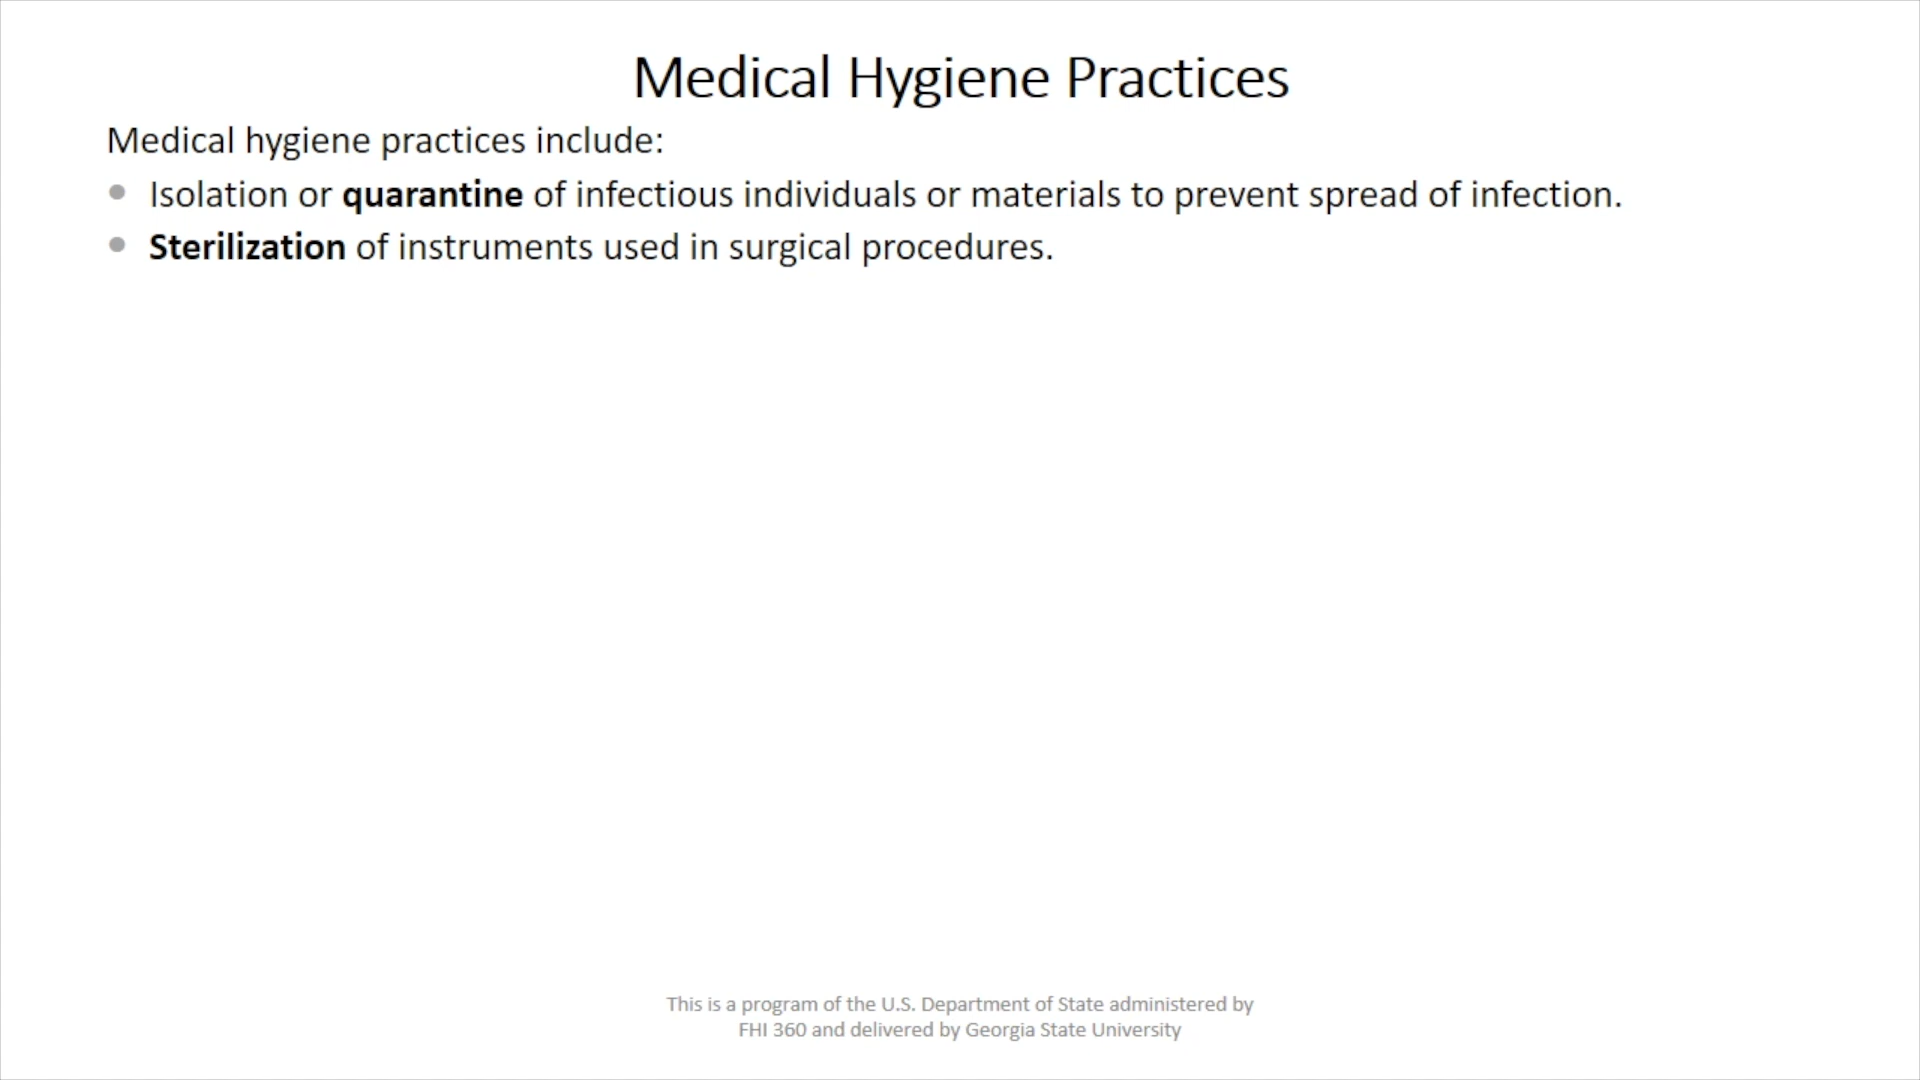 Medical Hygiene Practices
Medical hygiene practices include:
Isolation or quarantine of infectious individuals or materials to prevent spread of infection.
Sterilization of instruments used in surgical procedures.
This is a program of the U.S. Department of State administered by
FHI 360 and delivered by Georgia State University